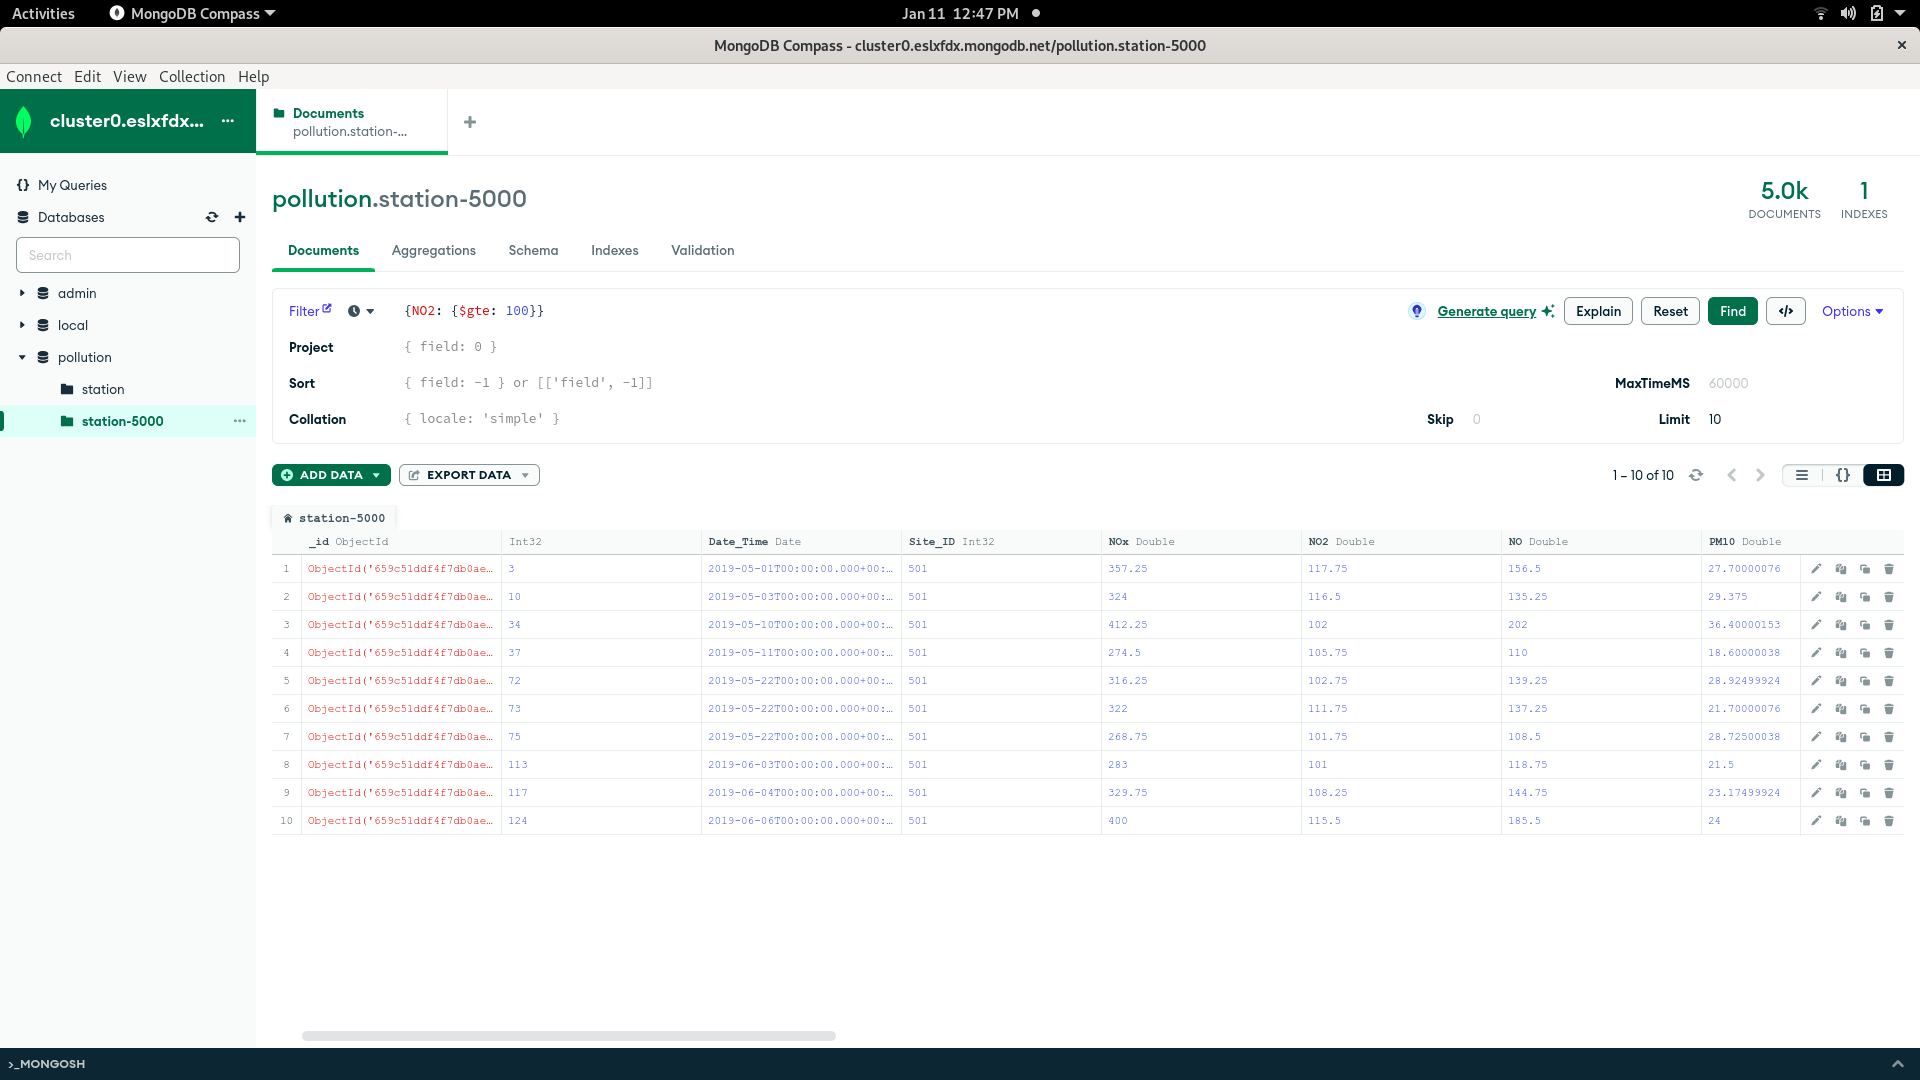 Activities MongoDB Compass Jan 11 12:47 PM
MongoDB Compass - cluster0.eslxfdx.mongodb.net/pollution.station-5000
Connect Edit View Collection Help
cluster0.eslxfdx...
Documents
pollution.station-...
My Queries
Databases
Search
admin
local
pollution
station
station-5000
pollution.station-5000
5.0k
DOCUMENTS
1
INDEXES
Documents Aggregations Schema Indexes Validation
Filter {NO2: {$gte: 100}} Generate query Explain Reset Find </> Options
Project { field: 0 }
Sort { field: -1 } or [['field', -1]] MaxTimeMS 60000
Collation { locale: 'simple' } Skip 0 Limit 10
ADD DATA EXPORT DATA 1 – 10 of 10 {}
station-5000
_id ObjectId Int32 Date_Time Date Site_ID Int32 NOx Double NO2 Double NO Double PM10 Double
1 ObjectId('659c51ddf4f7db0ae… 3 2019-05-01T00:00:00.000+00:… 501 357.25 117.75 156.5 27.70000076
2 ObjectId('659c51ddf4f7db0ae… 10 2019-05-03T00:00:00.000+00:… 501 324 116.5 135.25 29.375
3 ObjectId('659c51ddf4f7db0ae… 34 2019-05-10T00:00:00.000+00:… 501 412.25 102 202 36.40000153
4 ObjectId('659c51ddf4f7db0ae… 37 2019-05-11T00:00:00.000+00:… 501 274.5 105.75 110 18.60000038
5 ObjectId('659c51ddf4f7db0ae… 72 2019-05-22T00:00:00.000+00:… 501 316.25 102.75 139.25 28.92499924
6 ObjectId('659c51ddf4f7db0ae… 73 2019-05-22T00:00:00.000+00:… 501 322 111.75 137.25 21.70000076
7 ObjectId('659c51ddf4f7db0ae… 75 2019-05-22T00:00:00.000+00:… 501 268.75 101.75 108.5 28.72500038
8 ObjectId('659c51ddf4f7db0ae… 113 2019-06-03T00:00:00.000+00:… 501 283 101 118.75 21.5
9 ObjectId('659c51ddf4f7db0ae… 117 2019-06-04T00:00:00.000+00:… 501 329.75 108.25 144.75 23.17499924
10 ObjectId('659c51ddf4f7db0ae… 124 2019-06-06T00:00:00.000+00:… 501 400 115.5 185.5 24
>_MONGOSH